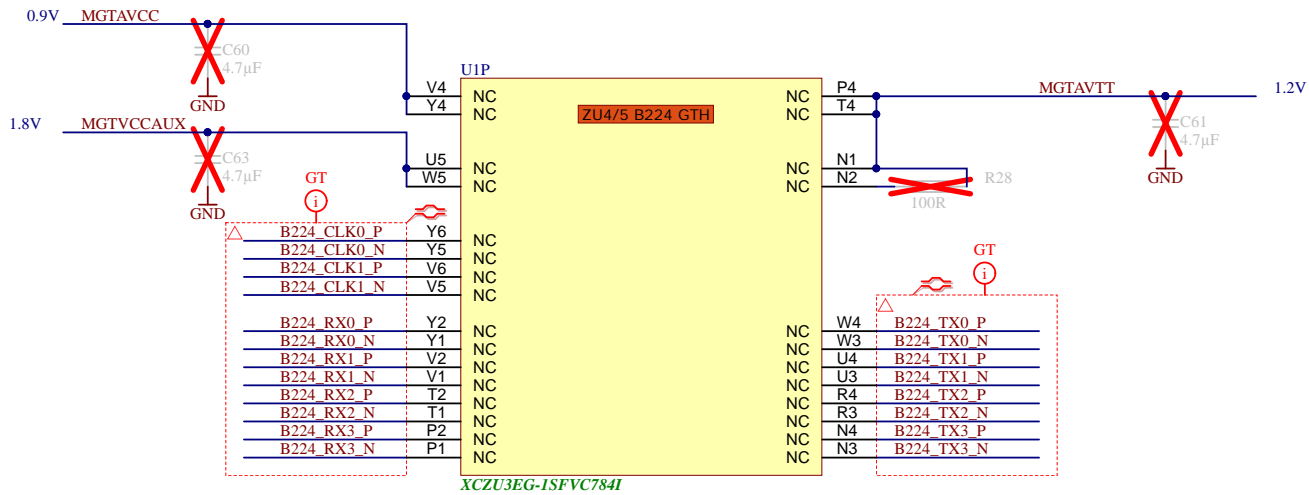 0.9V MGTAVCC
C60
4.7µF
GND
1.8V MGTVCCAUX
C63
4.7µF
GND
U1P
ZU4/5 B224 GTH
V4 NC
Y4 NC
U5 NC
W5 NC
GT
i
B224_CLK0_P Y6 NC
B224_CLK0_N Y5 NC
B224_CLK1_P V6 NC
B224_CLK1_N V5 NC
B224_RX0_P Y2 NC
B224_RX0_N Y1 NC
B224_RX1_P V2 NC
B224_RX1_N V1 NC
B224_RX2_P T2 NC
B224_RX2_N T1 NC
B224_RX3_P P2 NC
B224_RX3_N P1 NC
NC P4 MGTAVTT 1.2V
NC T4
C61
4.7µF
GND
NC N1
NC N2
R28
100R
GT
i
NC W4 B224_TX0_P
NC W3 B224_TX0_N
NC U4 B224_TX1_P
NC U3 B224_TX1_N
NC R4 B224_TX2_P
NC R3 B224_TX2_N
NC N4 B224_TX3_P
NC N3 B224_TX3_N
XCZU3EG-1SFVC784I